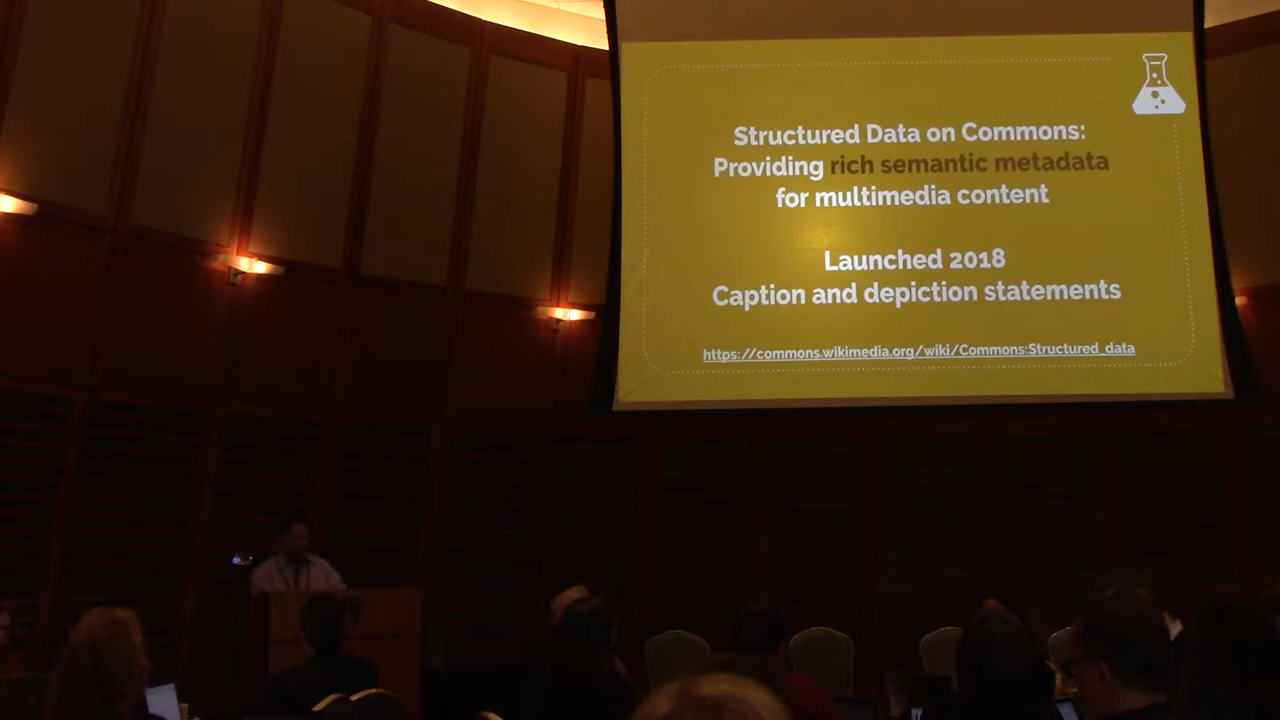 Structured Data on Commons:
Providing rich semantic metadata
for multimedia content
Launched 2018
Caption and depiction statements
https://commons.wikimedia.org/wiki/Commons:Structured_data